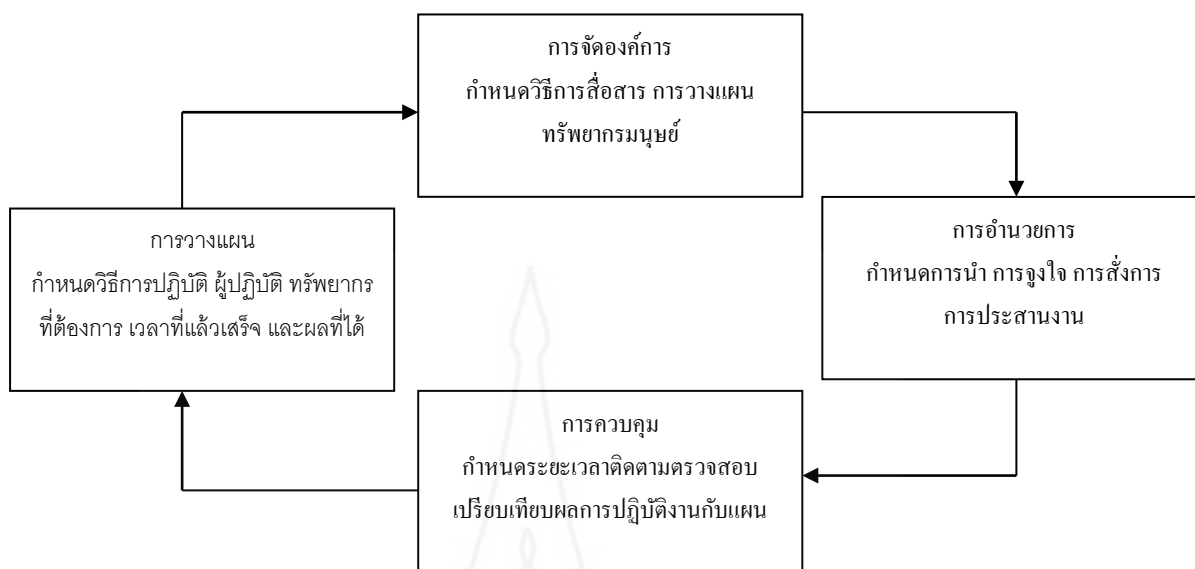 การจัดองค์การ
กำหนดวิธีการสื่อสาร การวางแผน
ทรัพยากรมนุษย์
การวางแผน
กำหนดวิธีการปฏิบัติ ผู้ปฏิบัติ ทรัพยากร
ที่ต้องการ เวลาที่แล้วเสร็จ และผลที่ได้
การอำนวยการ
กำหนดการนำ การจูงใจ การสั่งการ
การประสานงาน
การควบคุม
กำหนดระยะเวลาติดตามตรวจสอบ
เปรียบเทียบผลการปฏิบัติงานกับแผน